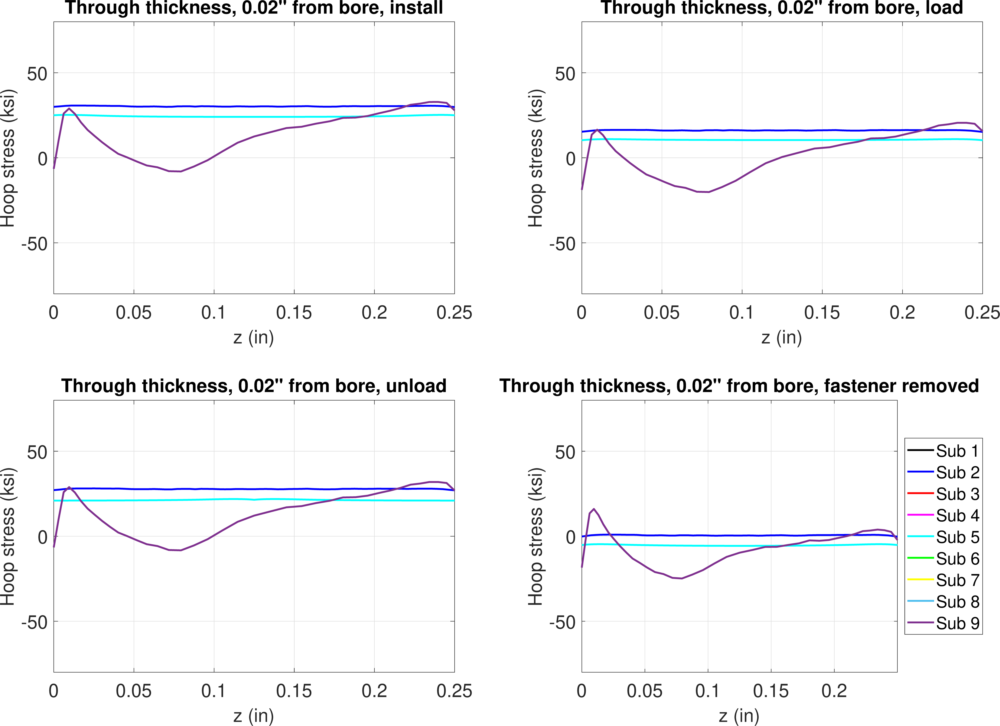 Through thickness, 0.02" from bore, install
Hoop stress (ksi)
50
0
-50
0 0.05 0.1 0.15 0.2 0.25
z (in)
Through thickness, 0.02" from bore, load
Hoop stress (ksi)
50
0
-50
0 0.05 0.1 0.15 0.2 0.25
z (in)
Through thickness, 0.02" from bore, unload
Hoop stress (ksi)
50
0
-50
0 0.05 0.1 0.15 0.2 0.25
z (in)
Through thickness, 0.02" from bore, fastener removed
Hoop stress (ksi)
50
0
-50
0 0.05 0.1 0.15 0.2
z (in)
Sub 1
Sub 2
Sub 3
Sub 4
Sub 5
Sub 6
Sub 7
Sub 8
Sub 9